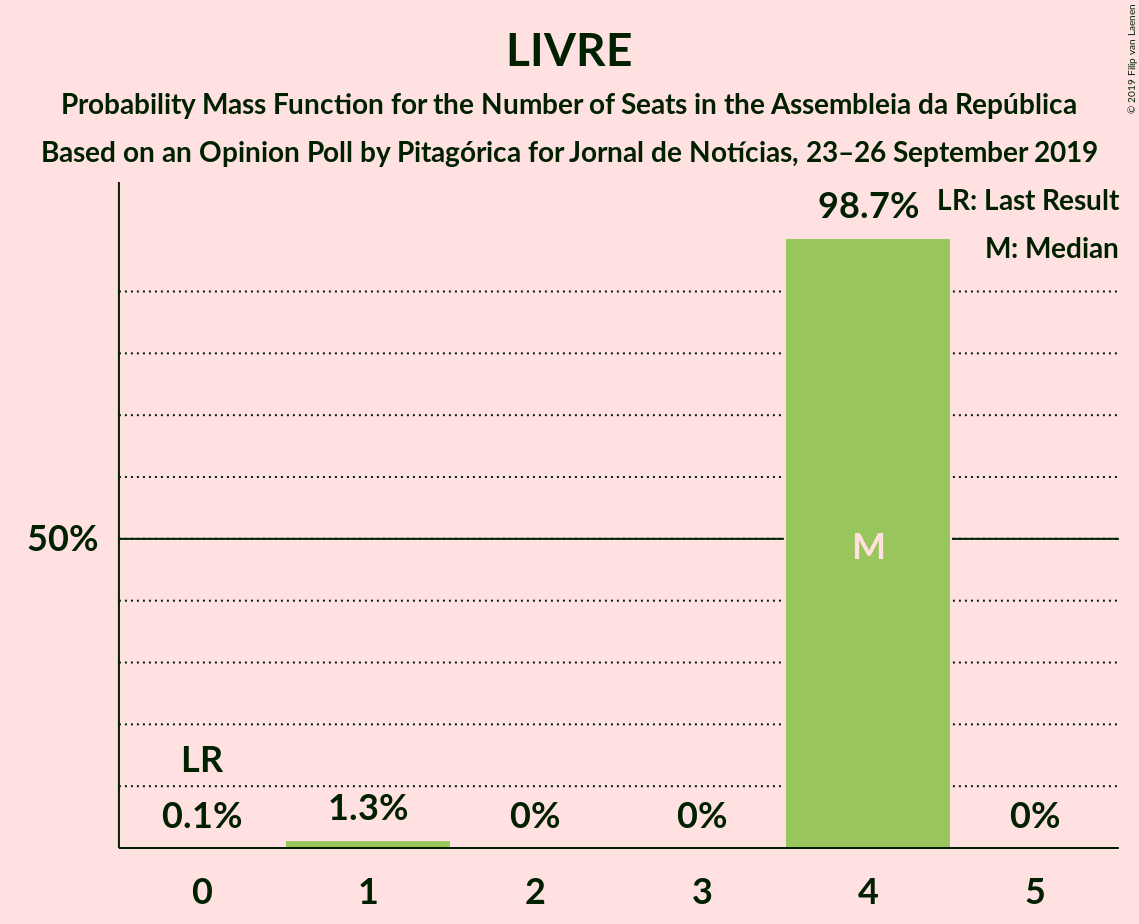 LIVRE
Probability Mass Function for the Number of Seats in the Assembleia da República
Based on an Opinion Poll by Pitagórica for Jornal de Notícias, 23–26 September 2019
© 2019 Filip van Laenen
LR: Last Result
M: Median
98.7%
50%
M
LR
0.1%
1.3%
0%
0%
0%
0
1
2
3
4
5